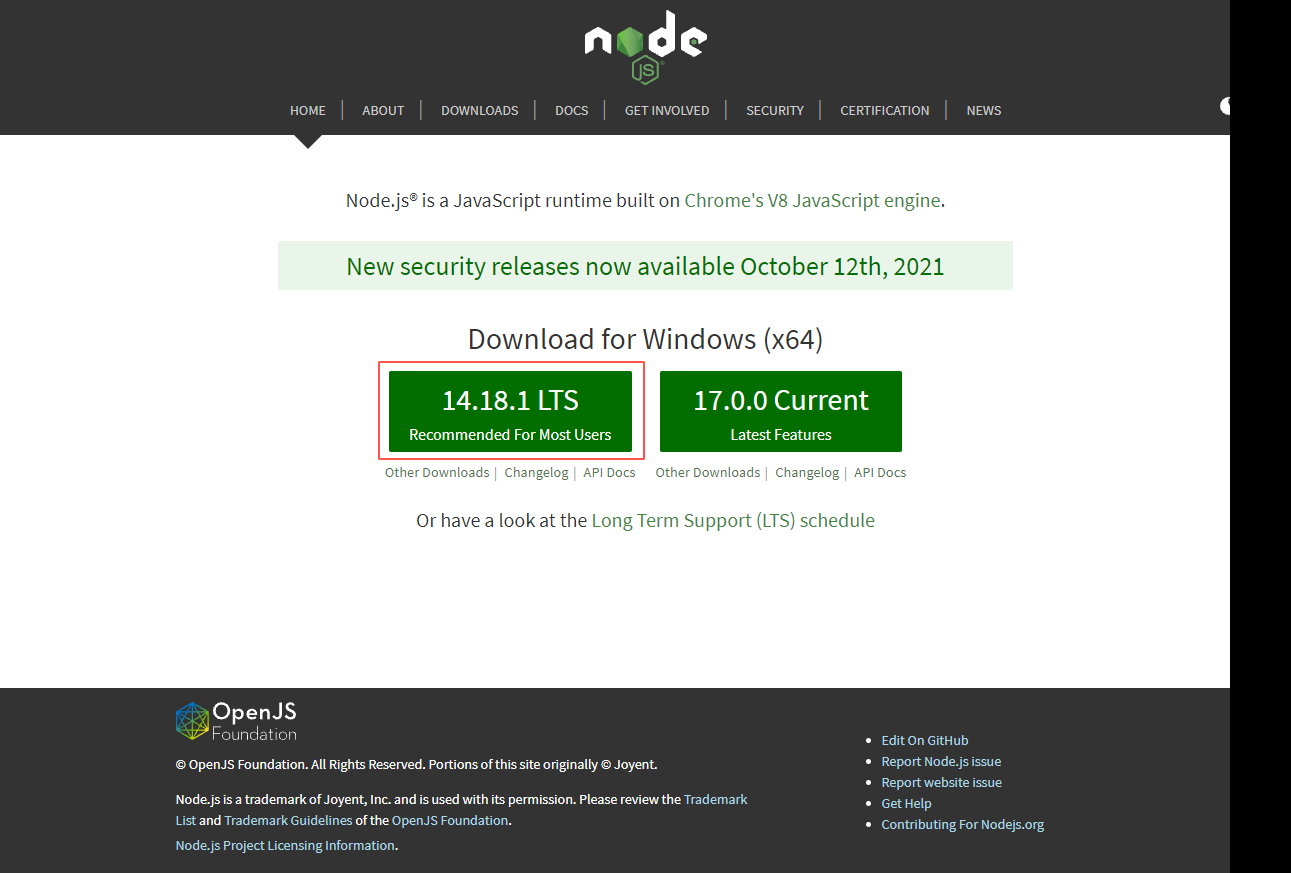 node
JS
HOME | ABOUT | DOWNLOADS | DOCS | GET INVOLVED | SECURITY | CERTIFICATION | NEWS
Node.js® is a JavaScript runtime built on Chrome's V8 JavaScript engine.
New security releases now available October 12th, 2021
Download for Windows (x64)
14.18.1 LTS
Recommended For Most Users
17.0.0 Current
Latest Features
Other Downloads | Changelog | API Docs
Other Downloads | Changelog | API Docs
Or have a look at the Long Term Support (LTS) schedule
OpenJS
Foundation
© OpenJS Foundation. All Rights Reserved. Portions of this site originally © Joyent.
Node.js is a trademark of Joyent, Inc. and is used with its permission. Please review the Trademark
List and Trademark Guidelines of the OpenJS Foundation.
Node.js Project Licensing Information.
Edit On GitHub
Report Node.js issue
Report website issue
Get Help
Contributing For Nodejs.org